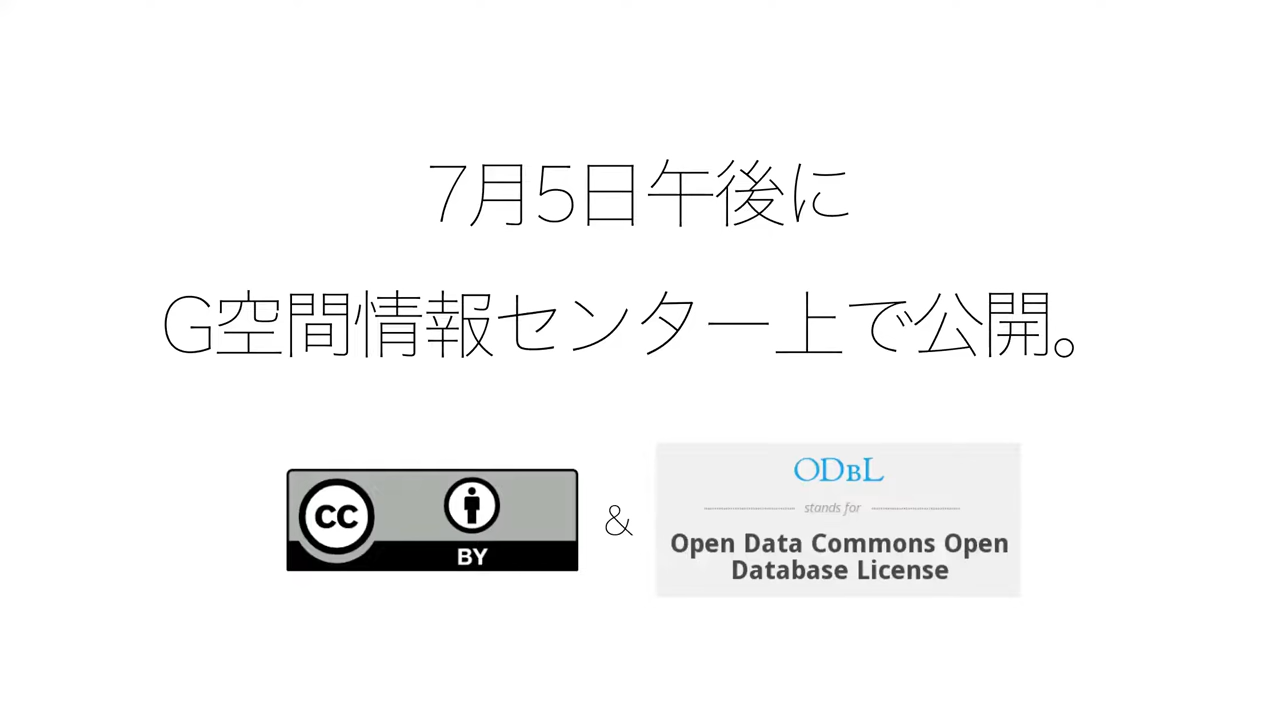 7月5日午後に
G空間情報センター上で公開。
CC
BY
&
ODBL
stands for
Open Data Commons Open
Database License